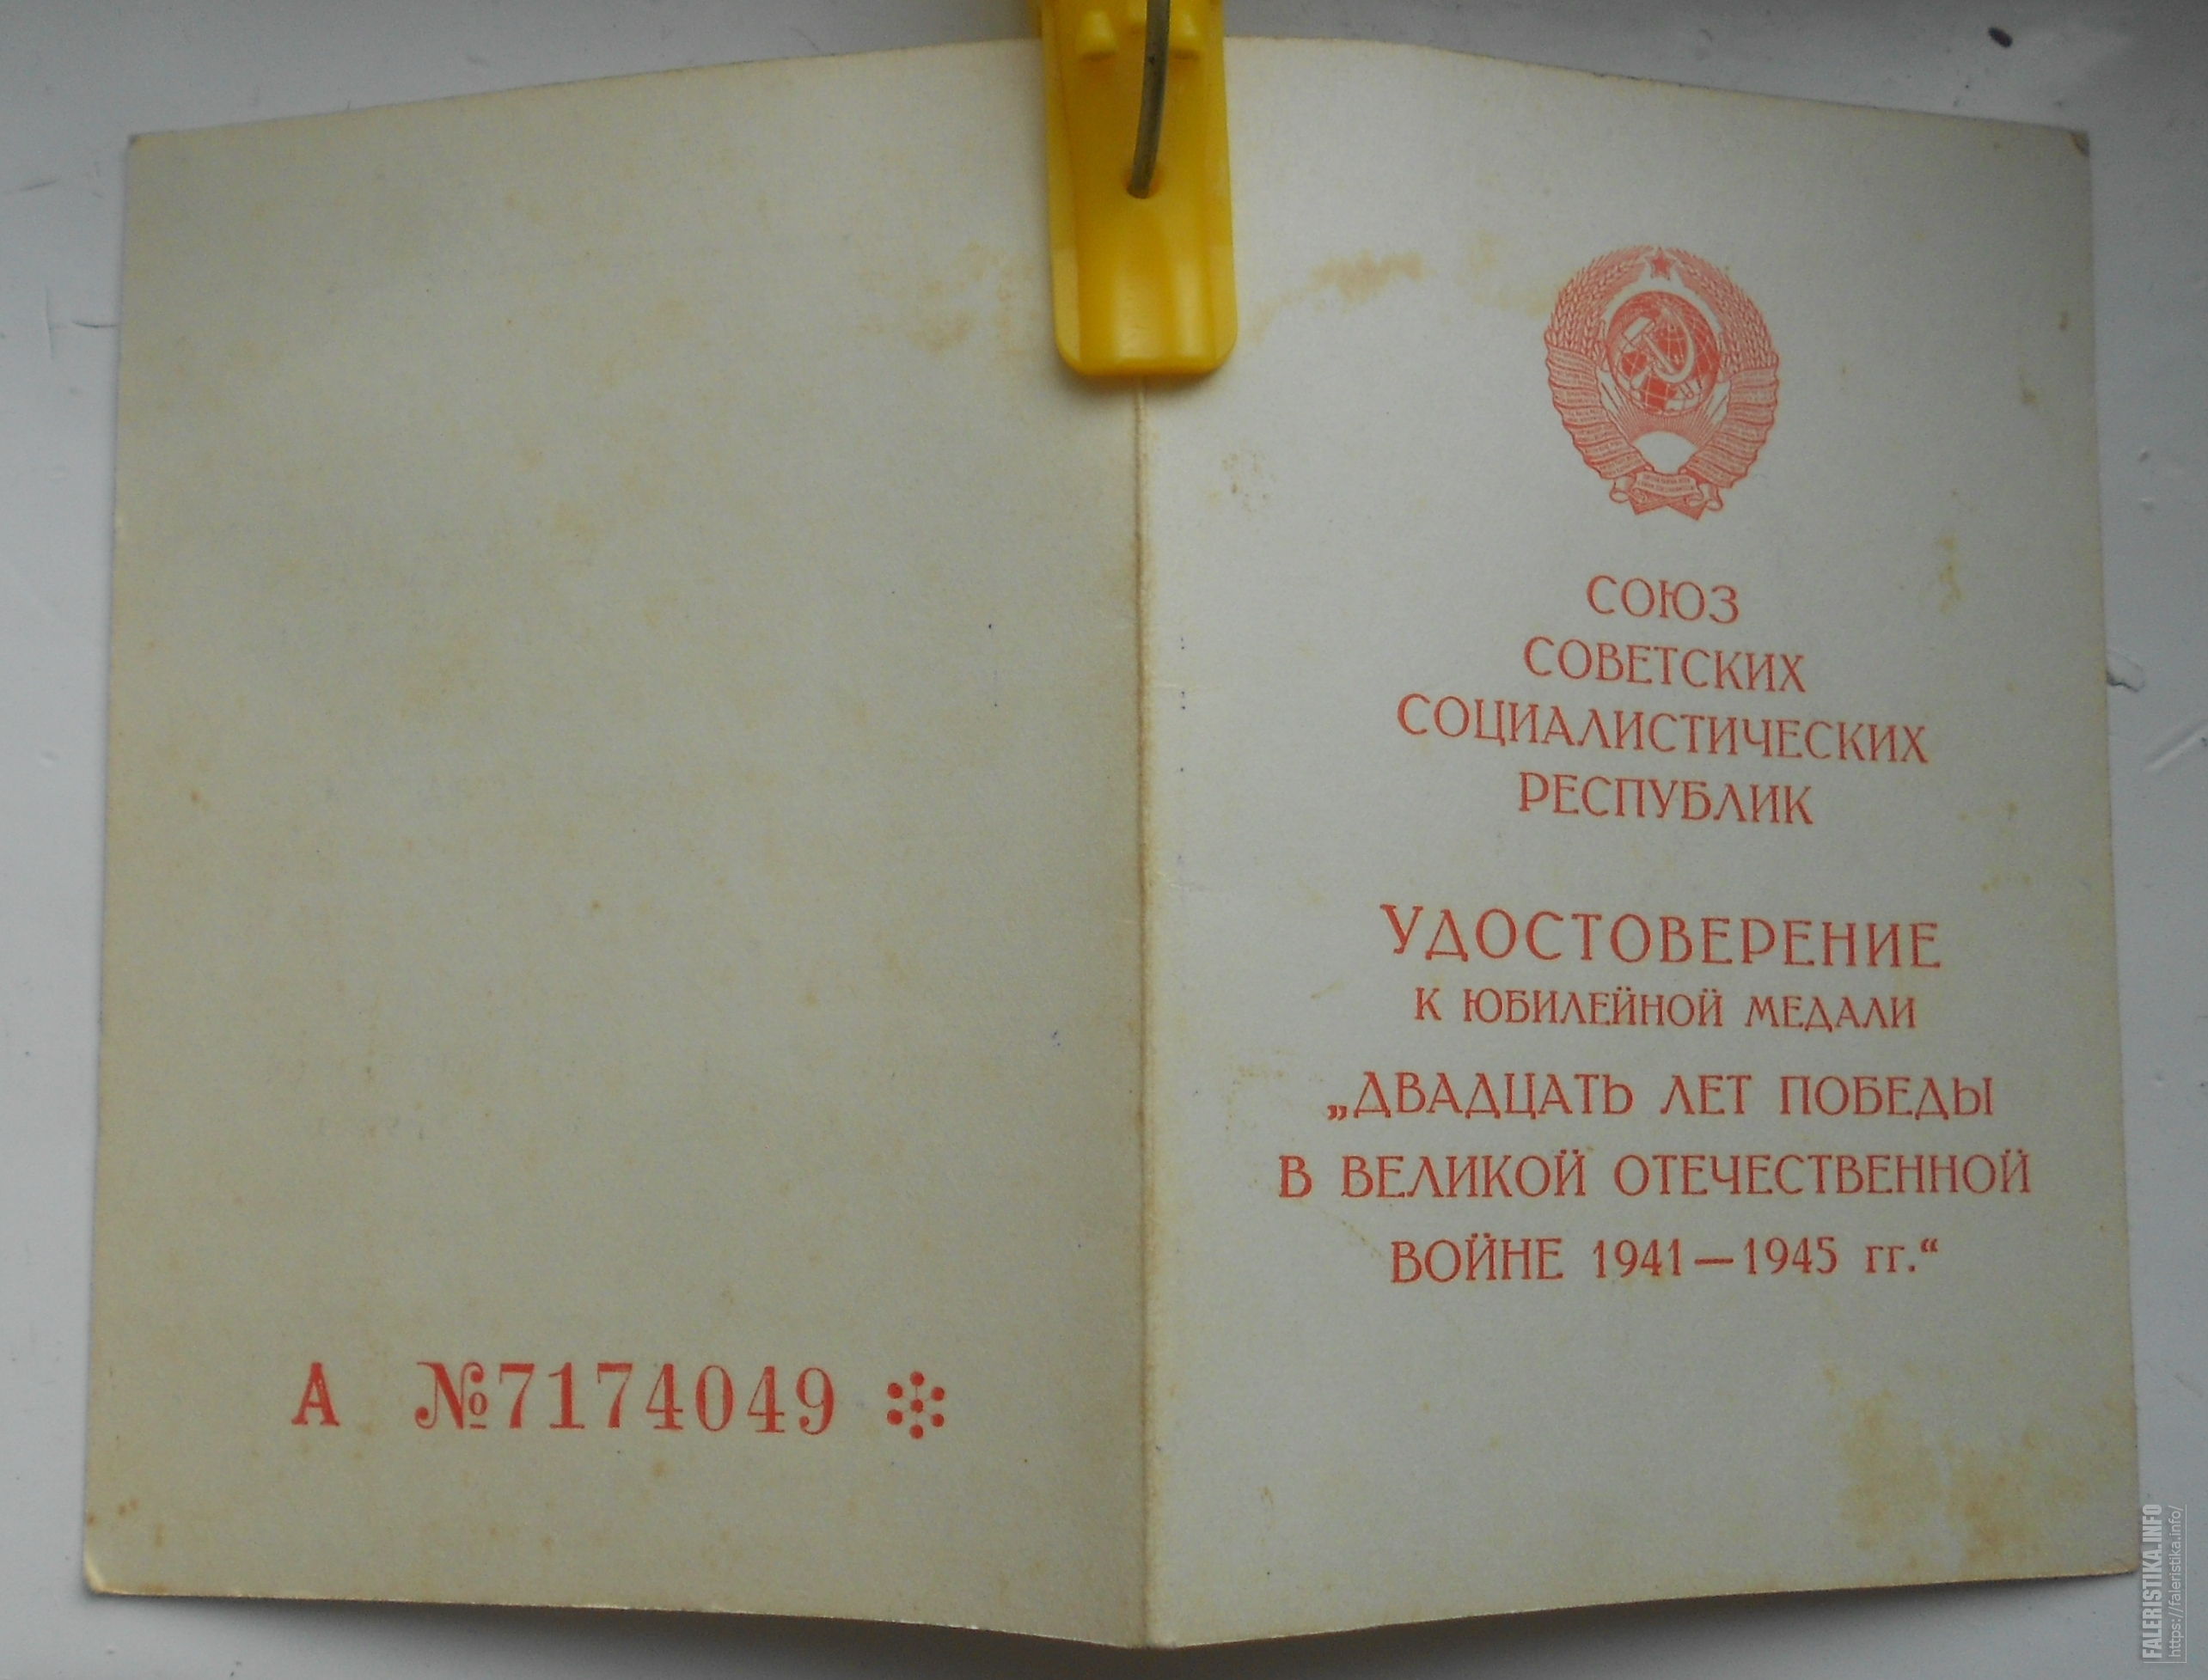 А №7174049
СОЮЗ
СОВЕТСКИХ
СОЦИАЛИСТИЧЕСКИХ
РЕСПУБЛИК
УДОСТОВЕРЕНИЕ
К ЮБИЛЕЙНОЙ МЕДАЛИ
„ДВАДЦАТЬ ЛЕТ ПОБЕДЫ
В ВЕЛИКОЙ ОТЕЧЕСТВЕННОЙ
ВОЙНЕ 1941—1945 гг.“
FALERISTIKA.INFO
https://faleristika.info/